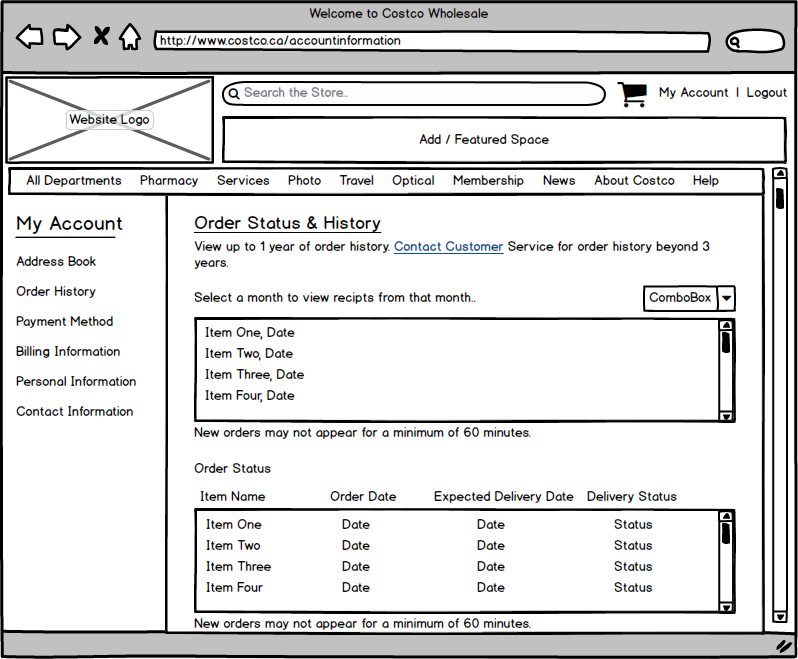 Welcome to Costco Wholesale
http://www.costco.ca/accountinformation
Search the Store..
My Account | Logout
Website Logo
Add / Featured Space
All Departments Pharmacy Services Photo Travel Optical Membership News About Costco Help
My Account
Address Book
Order History
Payment Method
Billing Information
Personal Information
Contact Information
Order Status & History
View up to 1 year of order history. Contact Customer Service for order history beyond 3
years.
Select a month to view recipts from that month..
ComboBox
Item One, Date
Item Two, Date
Item Three, Date
Item Four, Date
New orders may not appear for a minimum of 60 minutes.
Order Status
Item Name Order Date Expected Delivery Date Delivery Status
Item One Date Date Status
Item Two Date Date Status
Item Three Date Date Status
Item Four Date Date Status
New orders may not appear for a minimum of 60 minutes.